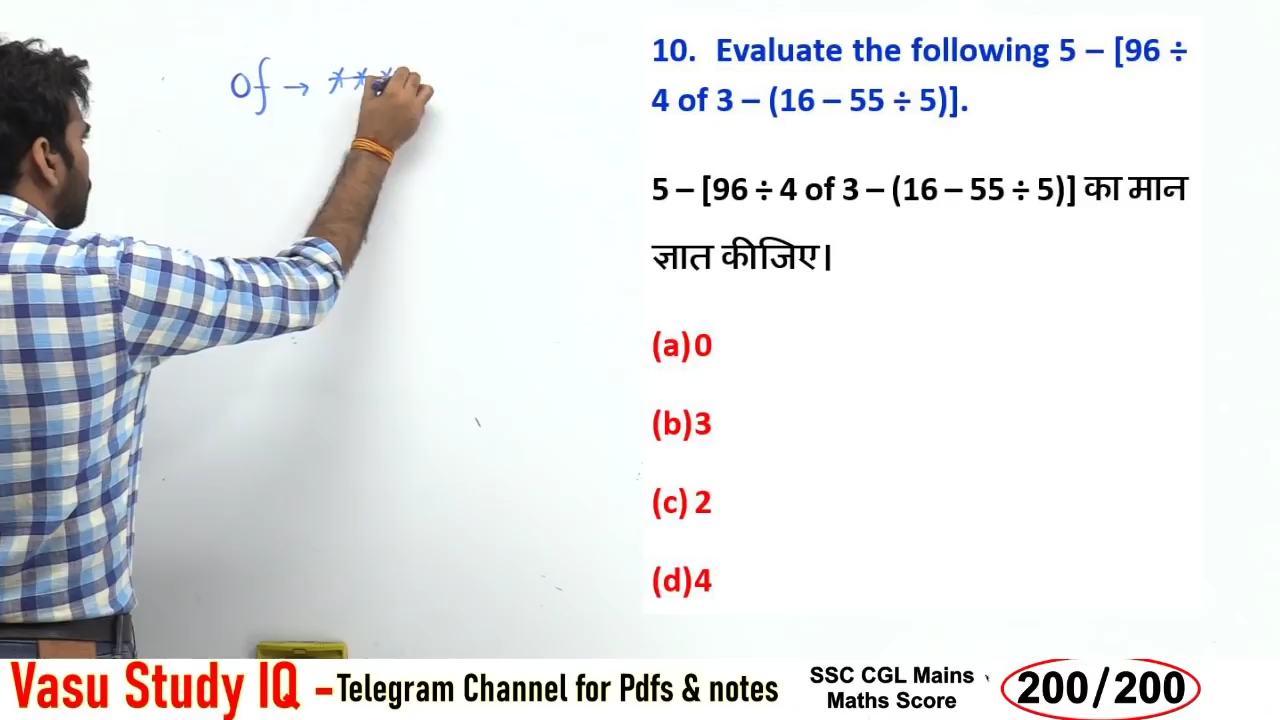 of → **
10. Evaluate the following 5 – [96 ÷
4 of 3 – (16 – 55 ÷ 5)].
5 – [96 ÷ 4 of 3 – (16 – 55 ÷ 5)] का मान
ज्ञात कीजिए।
(a) 0
(b) 3
(c) 2
(d) 4
Vasu Study IQ – Telegram Channel for Pdfs & notes
SSC CGL Mains
Maths Score
200/200